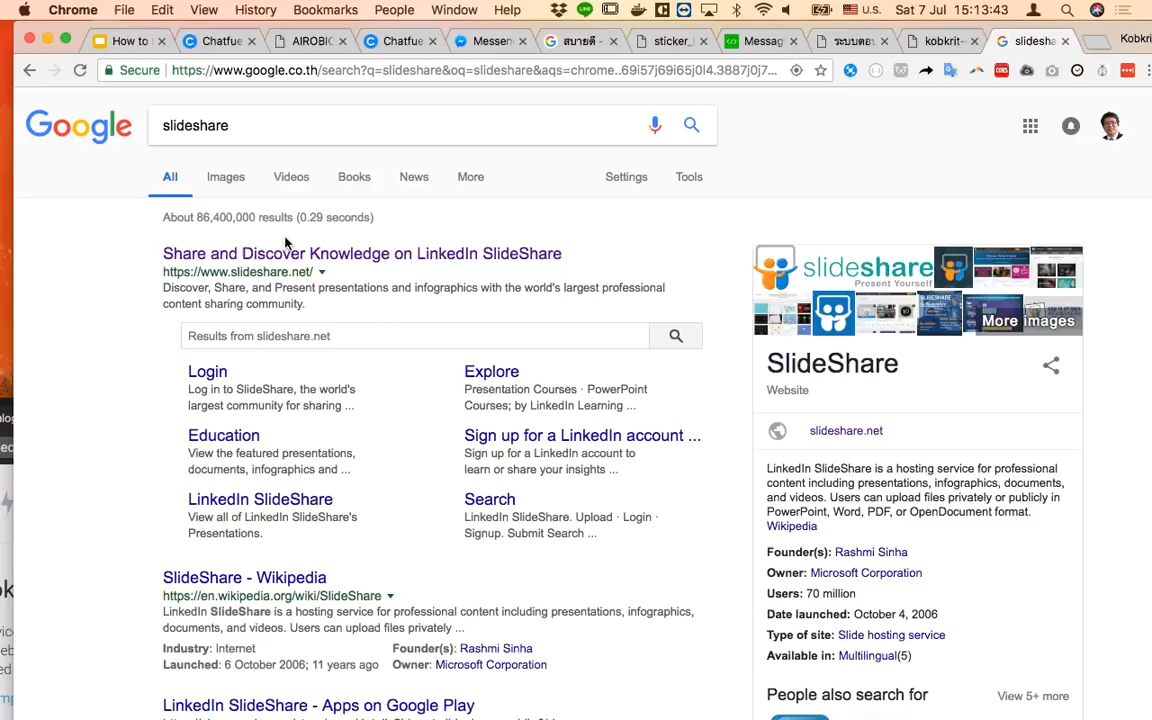 Chrome File Edit View History Bookmarks People Window Help U.S. Sat 7 Jul 15:13:43
How to Chatfue AIROBIC Chatfue Messen สบายดี - sticker_ Messag ระบบตอบ kobkrit- slidesha Kobkri
Secure https://www.google.co.th/search?q=slideshare&oq=slideshare&aqs=chrome..69i57j69i65j0l4.3887j0j7...
Google slideshare
All Images Videos Books News More Settings Tools
About 86,400,000 results (0.29 seconds)
Share and Discover Knowledge on LinkedIn SlideShare
https://www.slideshare.net/
Discover, Share, and Present presentations and infographics with the world's largest professional
content sharing community.
Results from slideshare.net
Login
Log in to SlideShare, the world's
largest community for sharing ...
Explore
Presentation Courses · PowerPoint
Courses; by LinkedIn Learning ...
Education
View the featured presentations,
documents, infographics and ...
Sign up for a LinkedIn account ...
Sign up for a LinkedIn account to
learn or share your insights ...
LinkedIn SlideShare
View all of LinkedIn SlideShare's
Presentations.
Search
LinkedIn SlideShare. Upload · Login ·
Signup. Submit Search ...
SlideShare - Wikipedia
https://en.wikipedia.org/wiki/SlideShare
LinkedIn SlideShare is a hosting service for professional content including presentations, infographics,
documents, and videos. Users can upload files privately ...
Industry: Internet Founder(s): Rashmi Sinha
Launched: 6 October 2006; 11 years ago Owner: Microsoft Corporation
LinkedIn SlideShare - Apps on Google Play
slideshare
Present Yourself
More images
SlideShare
Website
slideshare.net
LinkedIn SlideShare is a hosting service for professional
content including presentations, infographics, documents,
and videos. Users can upload files privately or publicly in
PowerPoint, Word, PDF, or OpenDocument format.
Wikipedia
Founder(s): Rashmi Sinha
Owner: Microsoft Corporation
Users: 70 million
Date launched: October 4, 2006
Type of site: Slide hosting service
Available in: Multilingual(5)
People also search for View 5+ more